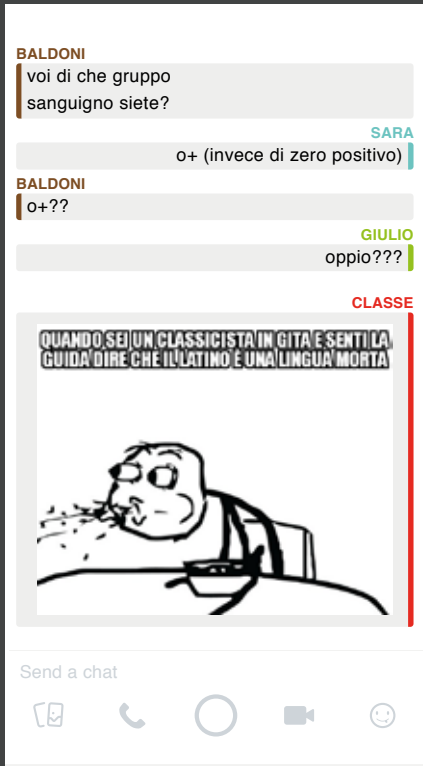 BALDONI
voi di che gruppo
sanguigno siete?
SARA
o+ (invece di zero positivo)
BALDONI
o+??
GIULIO
oppio???
CLASSE
QUANDO SEI UN CLASSICISTA IN GITA E SENTI LA
GUIDA DIRE CHE IL LATINO È UNA LINGUA MORTA
Send a chat